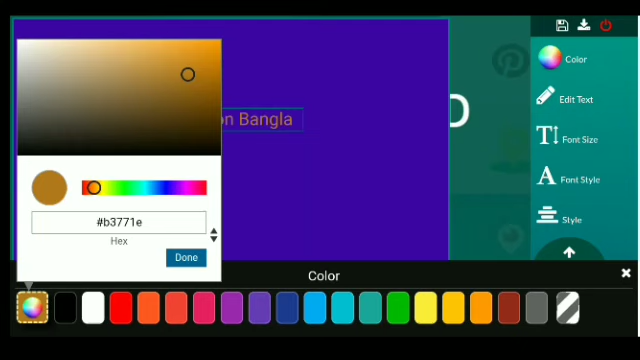 on Bangla
Color
Edit Text
Font Size
Font Style
Style
#b3771e
Hex
Done
Color